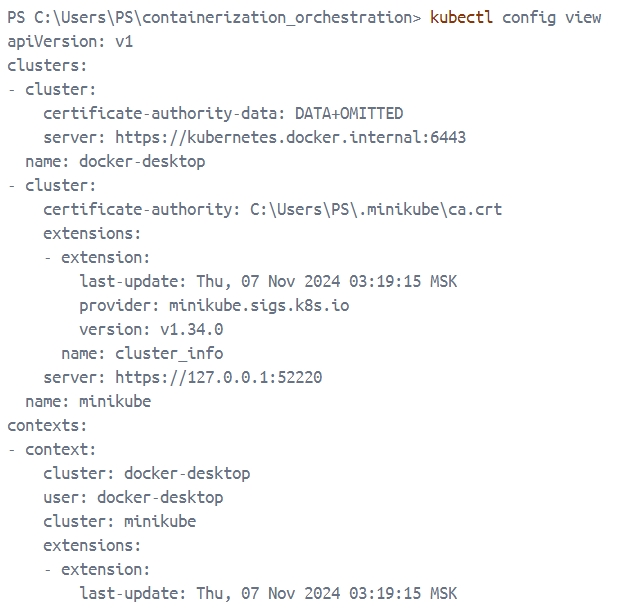 PS C:\Users\PS\containerization_orchestration> kubectl config view
apiVersion: v1
clusters:
- cluster:
    certificate-authority-data: DATA+OMITTED
    server: https://kubernetes.docker.internal:6443
  name: docker-desktop
- cluster:
    certificate-authority: C:\Users\PS\.minikube\ca.crt
    extensions:
    - extension:
        last-update: Thu, 07 Nov 2024 03:19:15 MSK
        provider: minikube.sigs.k8s.io
        version: v1.34.0
      name: cluster_info
    server: https://127.0.0.1:52220
  name: minikube
contexts:
- context:
    cluster: docker-desktop
    user: docker-desktop
    cluster: minikube
    extensions:
    - extension:
        last-update: Thu, 07 Nov 2024 03:19:15 MSK